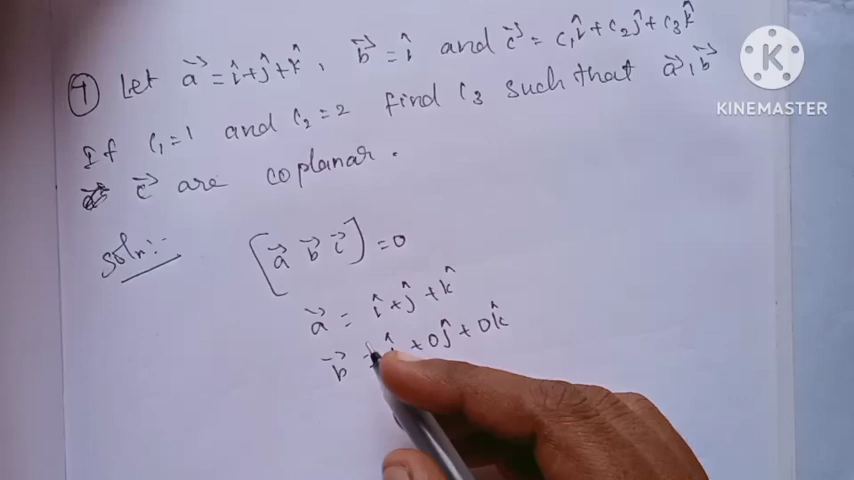 ④ Let a⃗ = î+ĵ+k̂, b⃗ = î and c⃗ = c₁î+c₂ĵ+c₃k̂
If c₁=1 and c₂=2 find c₃ such that a⃗, b⃗
c⃗ are coplanar.
Soln:-
[a⃗ b⃗ c⃗] = 0
a⃗ = î+ĵ+k̂
b⃗ = î + 0ĵ + 0k̂
K
KINEMASTER